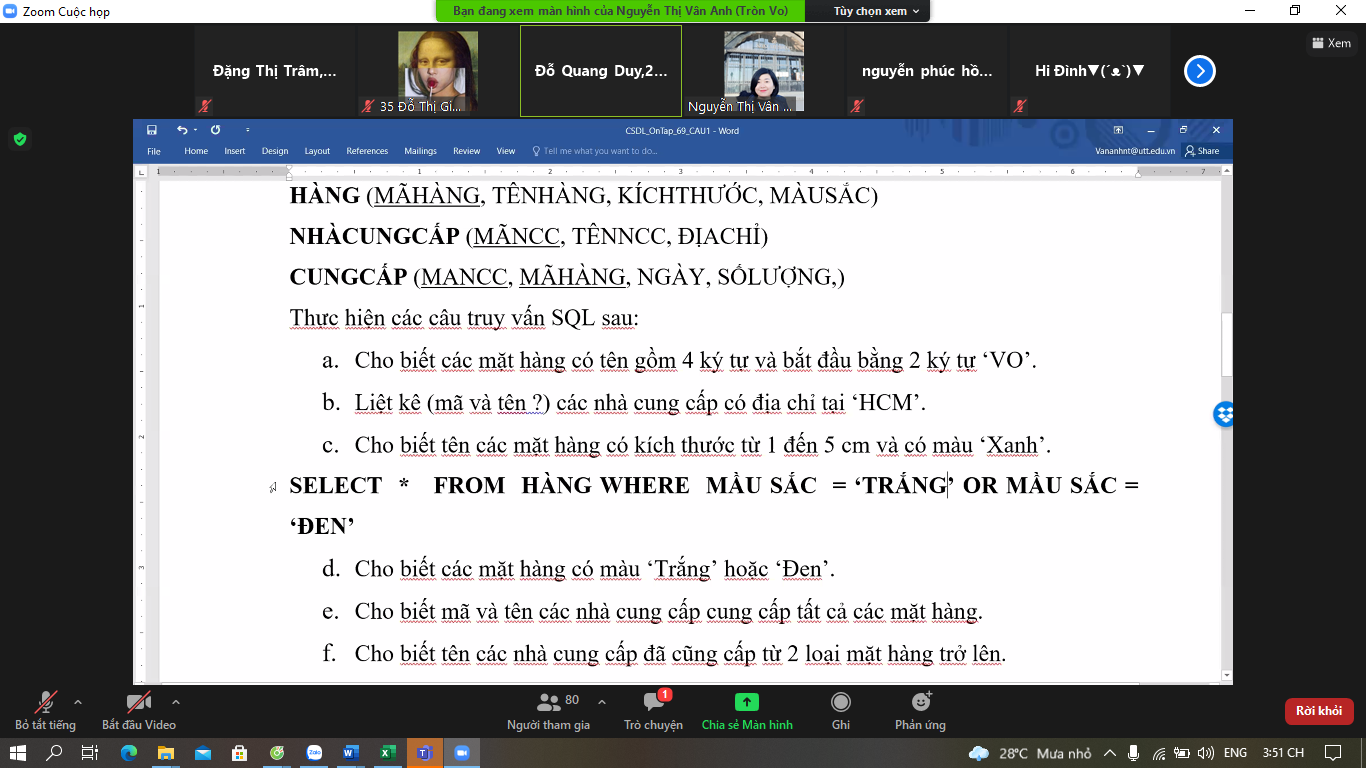 Zoom Cuộc họp
Bạn đang xem màn hình của Nguyễn Thị Vân Anh (Tròn Vo)
Tùy chọn xem
Đặng Thị Trâm,...
35 Đỗ Thị Gi...
Đỗ Quang Duy,2...
Nguyễn Thị Vân ...
nguyễn phúc hồ...
Hi Đình▼(´ᴥ`)▼
Xem
CSDL_OnTap_69_CAU1 - Word
File Home Insert Design Layout References Mailings Review View Tell me what you want to do...
Vananhnt@utt.edu.vn Share
1 1 2 3 4 5 6 7
HÀNG (MÃHÀNG, TÊNHÀNG, KÍCHTHƯỚC, MÀUSẮC)
NHÀCUNGCẤP (MÃNCC, TÊNNCC, ĐỊACHỈ)
CUNGCẤP (MANCC, MÃHÀNG, NGÀY, SỐLƯỢNG,)
Thực hiện các câu truy vấn SQL sau:
a. Cho biết các mặt hàng có tên gồm 4 ký tự và bắt đầu bằng 2 ký tự ‘VO’.
b. Liệt kê (mã và tên ?) các nhà cung cấp có địa chỉ tại ‘HCM’.
c. Cho biết tên các mặt hàng có kích thước từ 1 đến 5 cm và có màu ‘Xanh’.
SELECT * FROM HÀNG WHERE MẦU SẮC = ‘TRẮNG’ OR MẦU SẮC =
‘ĐEN’
d. Cho biết các mặt hàng có màu ‘Trắng’ hoặc ‘Đen’.
e. Cho biết mã và tên các nhà cung cấp cung cấp tất cả các mặt hàng.
f. Cho biết tên các nhà cung cấp đã cũng cấp từ 2 loại mặt hàng trở lên.
1
2
3
80
1
Bỏ tắt tiếng
Bắt đầu Video
Người tham gia
Trò chuyện
Chia sẻ Màn hình
Ghi
Phản ứng
Rời khỏi
28°C Mưa nhỏ
ENG
3:51 CH